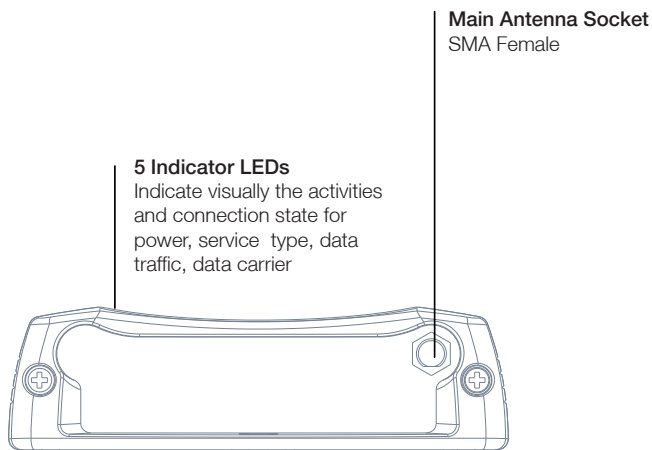 Main Antenna Socket
SMA Female
5 Indicator LEDs
Indicate visually the activities
and connection state for
power, service  type, data
traffic, data carrier